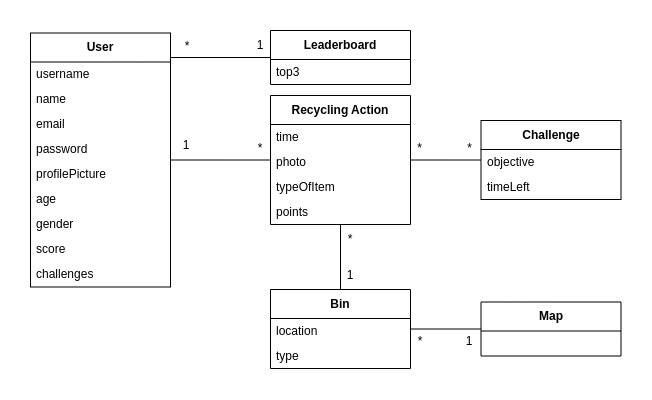 User
username
name
email
password
profilePicture
age
gender
score
challenges
* 1
Leaderboard
top3
1 *
Recycling Action
time
photo
typeOfItem
points
* *
Challenge
objective
timeLeft
*
1
Bin
location
type
* 1
Map